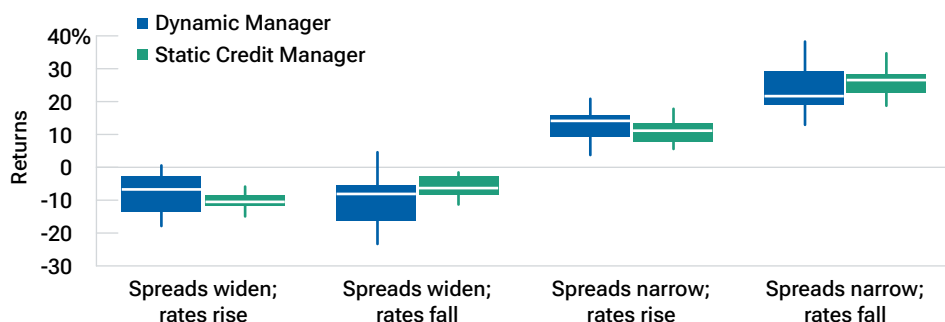 Dynamic Manager
Static Credit Manager
Returns
40%
30
20
10
0
-10
-20
-30
Spreads widen;
rates rise
Spreads widen;
rates fall
Spreads narrow;
rates rise
Spreads narrow;
rates fall